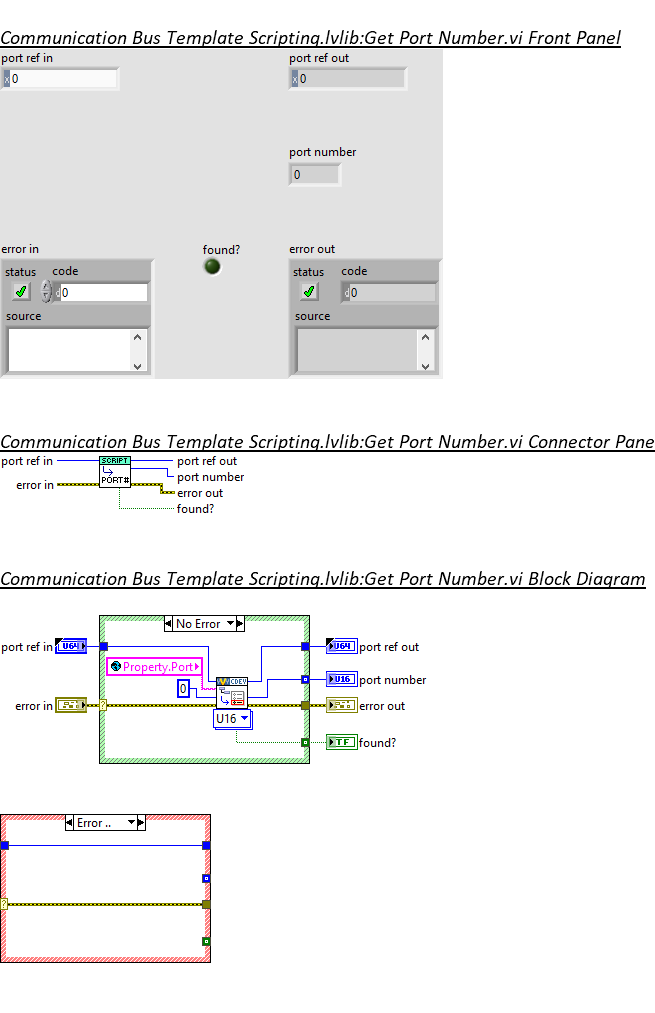 Communication Bus Template Scripting.lvlib:Get Port Number.vi Front Panel
port ref in
port ref out
x 0
x 0
port number
0
error in
found?
error out
status
code
status
code
d 0
d 0
source
source
Communication Bus Template Scripting.lvlib:Get Port Number.vi Connector Pane
port ref in
SCRIPT
port ref out
PORT#
port number
error in
error out
found?
Communication Bus Template Scripting.lvlib:Get Port Number.vi Block Diagram
No Error
port ref in
U64
U64
port ref out
Property.Port
CDEV
0
U16
port number
error in
?
error out
U16
TF
found?
Error ..
?